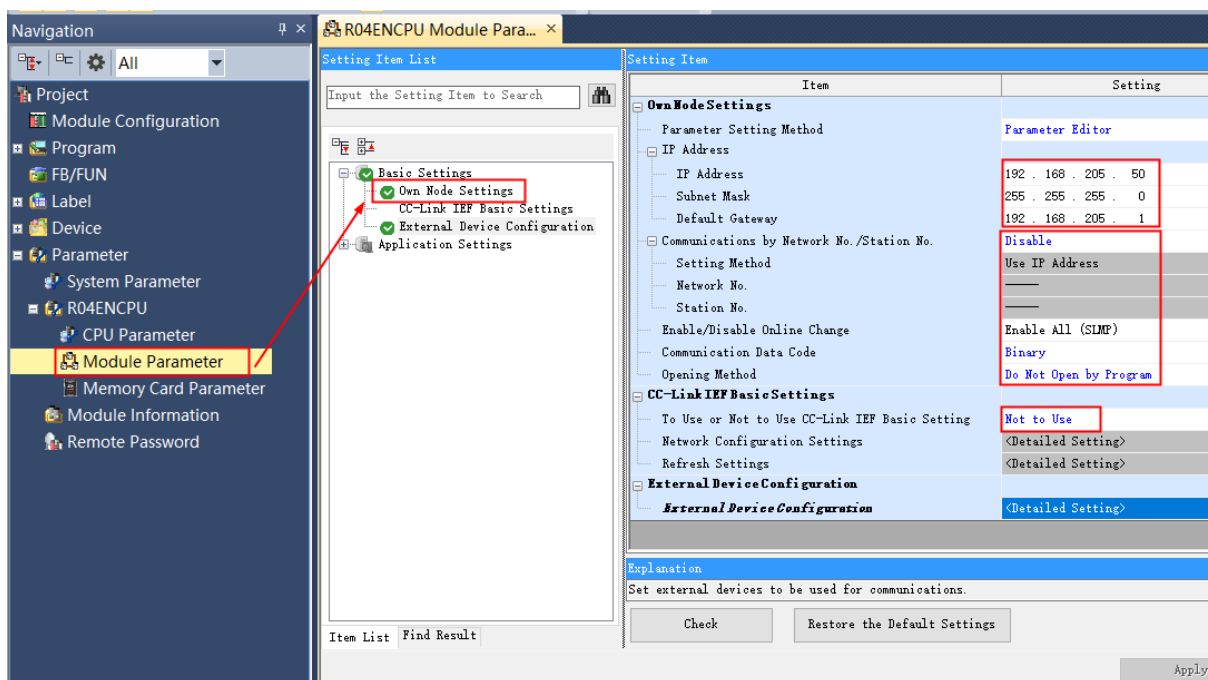 Navigation
All
Project
Module Configuration
Program
FB/FUN
Label
Device
Parameter
System Parameter
R04ENCPU
CPU Parameter
Module Parameter
Memory Card Parameter
Module Information
Remote Password
R04ENCPU Module Para...
Setting Item List
Input the Setting Item to Search
Basic Settings
Own Node Settings
CC-Link IEF Basic Settings
External Device Configuration
Application Settings
Item List Find Result
Setting Item
Item Setting
Own Node Settings
Parameter Setting Method Parameter Editor
IP Address
IP Address 192 . 168 . 205 . 50
Subnet Mask 255 . 255 . 255 . 0
Default Gateway 192 . 168 . 205 . 1
Communications by Network No./Station No. Disable
Setting Method Use IP Address
Network No.
Station No.
Enable/Disable Online Change Enable All (SLMP)
Communication Data Code Binary
Opening Method Do Not Open by Program
CC-Link IEF Basic Settings
To Use or Not to Use CC-Link IEF Basic Setting Not to Use
Network Configuration Settings <Detailed Setting>
Refresh Settings <Detailed Setting>
External Device Configuration
External Device Configuration <Detailed Setting>
Explanation
Set external devices to be used for communications.
Check Restore the Default Settings
Apply